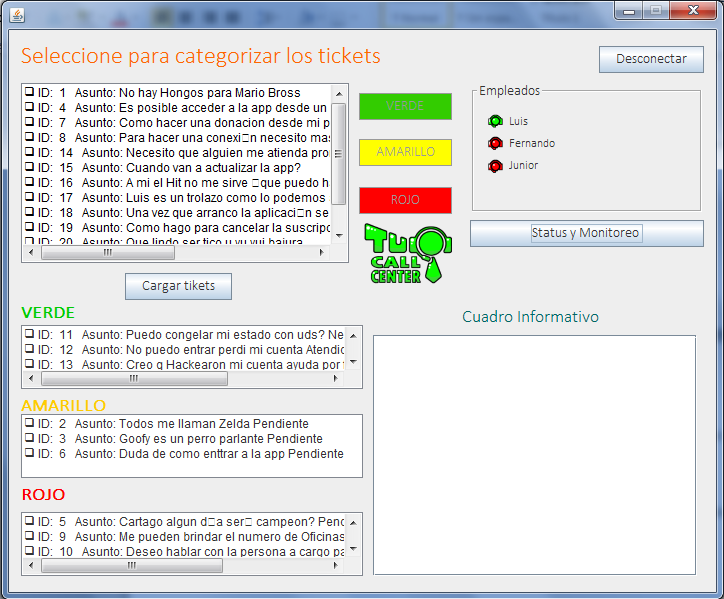 Seleccione para categorizar los tickets
Desconectar
ID: 1 Asunto: No hay Hongos para Mario Bross
ID: 4 Asunto: Es posible acceder a la app desde un
ID: 7 Asunto: Como hacer una donacion desde mi p
ID: 8 Asunto: Para hacer una conexi□n necesito mas
ID: 14 Asunto: Necesito que alguien me atienda pro
ID: 15 Asunto: Cuando van a actualizar la app?
ID: 16 Asunto: A mi el Hit no me sirve □que puedo h
ID: 17 Asunto: Luis es un trolazo como lo podemos
ID: 18 Asunto: Una vez que arranco la aplicaci□n se
ID: 19 Asunto: Como hago para cancelar la suscripc
ID: 20 Asunto: Que lindo ser tico u yu yui bajura
VERDE
AMARILLO
ROJO
TUQ
CALL
CENTER
Empleados
Luis
Fernando
Junior
Status y Monitoreo
Cargar tikets
VERDE
ID: 11 Asunto: Puedo congelar mi estado con uds? Ne
ID: 12 Asunto: No puedo entrar perdi mi cuenta Atendic
ID: 13 Asunto: Creo q Hackearon mi cuenta ayuda por
AMARILLO
ID: 2 Asunto: Todos me llaman Zelda Pendiente
ID: 3 Asunto: Goofy es un perro parlante Pendiente
ID: 6 Asunto: Duda de como enttrar a la app Pendiente
ROJO
ID: 5 Asunto: Cartago algun d□a ser□ campeon? Penc
ID: 9 Asunto: Me pueden brindar el numero de Oficinas
ID: 10 Asunto: Deseo hablar con la persona a cargo pa
Cuadro Informativo